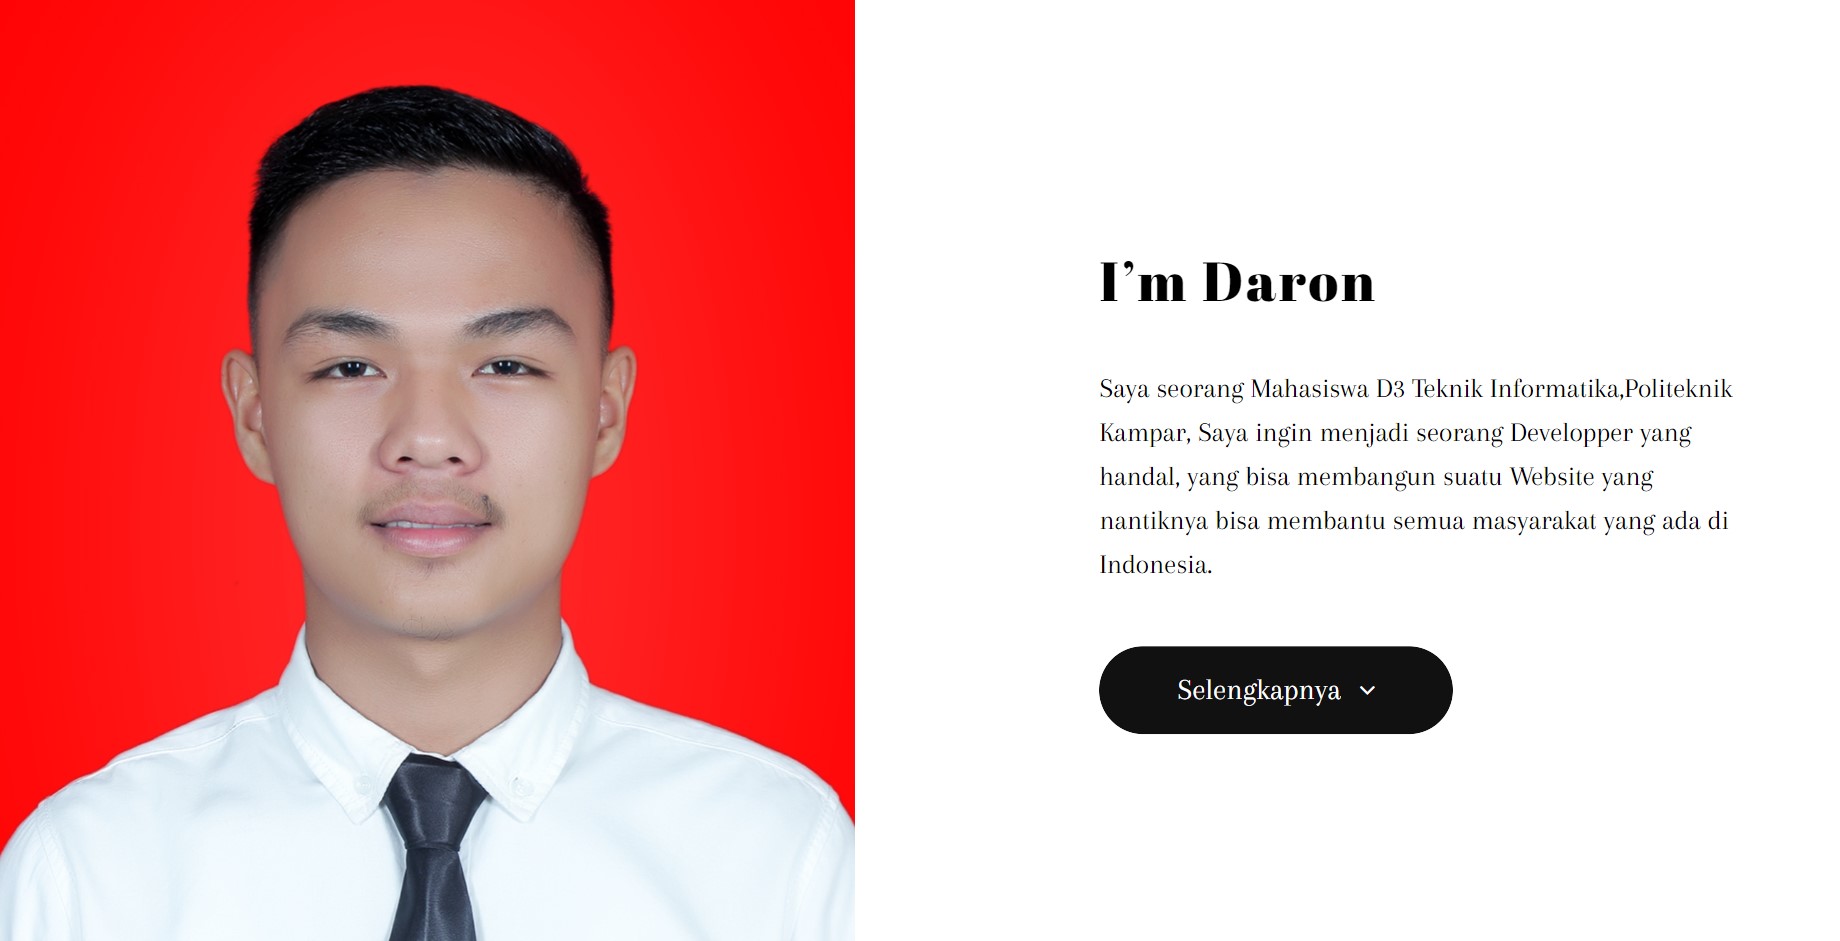 I’m Daron
Saya seorang Mahasiswa D3 Teknik Informatika,Politeknik
Kampar, Saya ingin menjadi seorang Developper yang
handal, yang bisa membangun suatu Website yang
nantiknya bisa membantu semua masyarakat yang ada di
Indonesia.
Selengkapnya